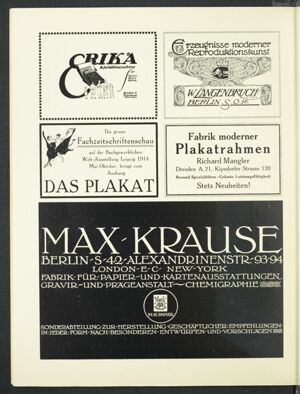 ERIKA
Schreibmaschine
Erzeugnisse moderner
Reproduktionskunst
W. LANGENBRUCH
BERLIN S.O.16
Die grosse
Fachzeitschriftenschau
auf der Buchgewerblichen
Welt-Ausstellung Leipzig 1914
Mai-Oktober bringt zum
Aushang
DAS PLAKAT
Fabrik moderner
Plakatrahmen
Richard Mangler
Dresden A. 21, Kipsdorfer Strasse 120
Stets Neuheiten!
MAX · KRAUSE
BERLIN · S · 42 · ALEXANDRINENSTR · 93-94
LONDON · E · C · NEW-YORK
FABRIK · FÜR · PAPIER- UND · KARTENAUSSTATTUNGEN
GRAVIR- UND · PRÄGEANSTALT ~ CHEMIGRAPHIE
M·K·PAPIER
SONDERABTEILUNG · ZUR · HERSTELLUNG · GESCHÄFTLICHER · EMPFEHLUNGEN
IN · JEDER · FORM · NACH · BESONDEREN · ENTWÜRFEN · UND · VORSCHLÄGEN